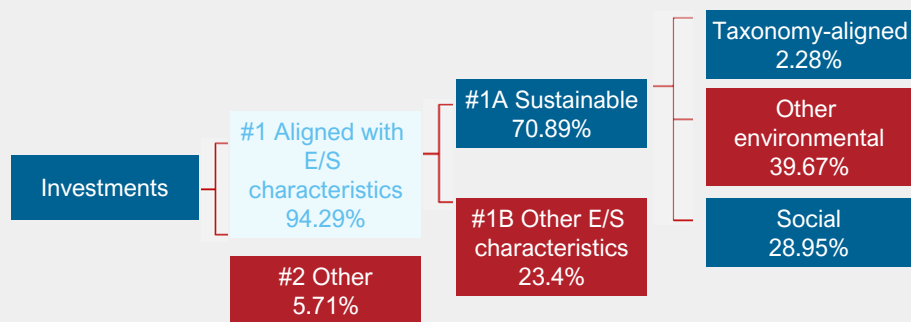 Investments
#1 Aligned with
E/S
characteristics
94.29%
#2 Other
5.71%
#1A Sustainable
70.89%
#1B Other E/S
characteristics
23.4%
Taxonomy-aligned
2.28%
Other
environmental
39.67%
Social
28.95%